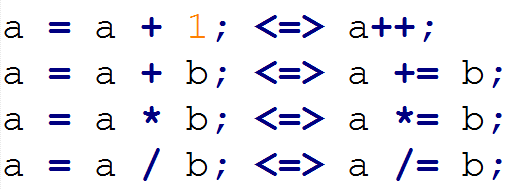 a = a + 1; <=> a++;
a = a + b; <=> a += b;
a = a * b; <=> a *= b;
a = a / b; <=> a /= b;